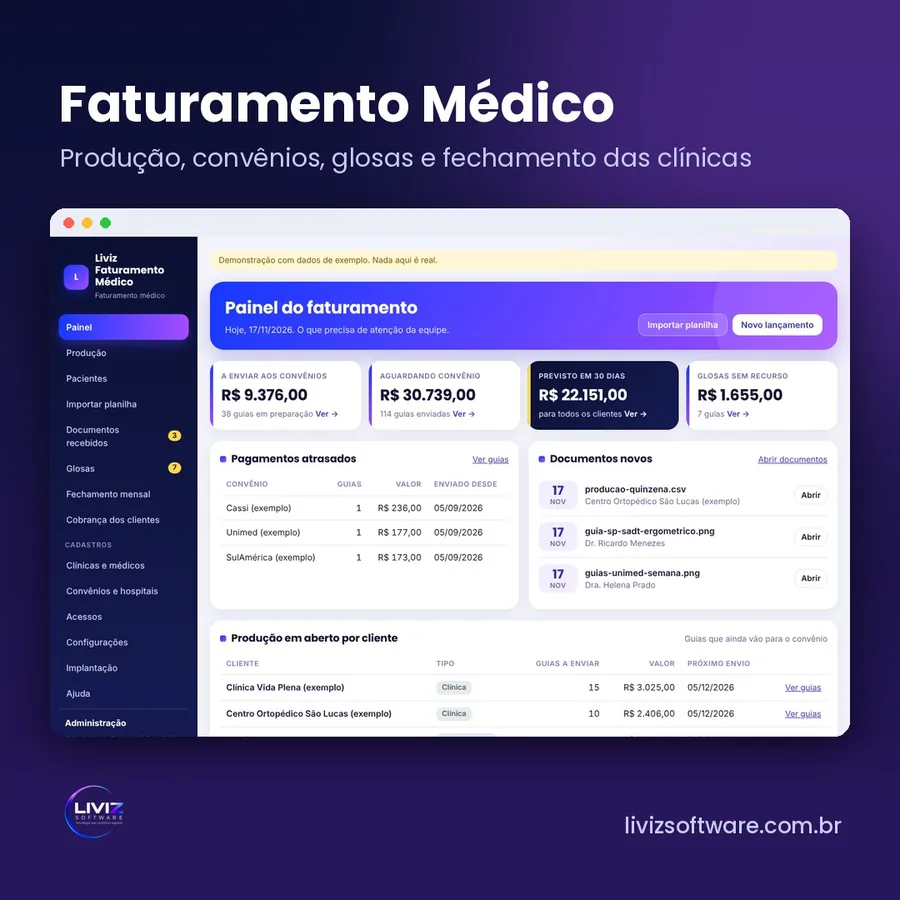 Faturamento Médico
Produção, convênios, glosas e fechamento das clínicas
Liviz
Faturamento
Médico
Faturamento médico
L
Painel
Produção
Pacientes
Importar planilha
Documentos
recebidos
3
Glosas
7
Fechamento mensal
Cobrança dos clientes
CADASTROS
Clínicas e médicos
Convênios e hospitais
Acessos
Configurações
Implantação
Ajuda
Administração
Demonstração com dados de exemplo. Nada aqui é real.
Painel do faturamento
Hoje, 17/11/2026. O que precisa de atenção da equipe.
Importar planilha
Novo lançamento
A ENVIAR AOS CONVÊNIOS
R$ 9.376,00
38 guias em preparação Ver →
AGUARDANDO CONVÊNIO
R$ 30.739,00
114 guias enviadas Ver →
PREVISTO EM 30 DIAS
R$ 22.151,00
para todos os clientes Ver →
GLOSAS SEM RECURSO
R$ 1.655,00
7 guias Ver →
Pagamentos atrasados Ver guias
CONVÊNIO GUIAS VALOR ENVIADO DESDE
Cassi (exemplo) 1 R$ 236,00 05/09/2026
Unimed (exemplo) 1 R$ 177,00 05/09/2026
SulAmérica (exemplo) 1 R$ 173,00 05/09/2026
Documentos novos Abrir documentos
17 NOV
producao-quinzena.csv
Centro Ortopédico São Lucas (exemplo)
Abrir
17 NOV
guia-sp-sadt-ergometrico.png
Dr. Ricardo Menezes
Abrir
17 NOV
guias-unimed-semana.png
Dra. Helena Prado
Abrir
Produção em aberto por cliente Guias que ainda vão para o convênio
CLIENTE TIPO GUIAS A ENVIAR VALOR PRÓXIMO ENVIO
Clínica Vida Plena (exemplo) Clínica 15 R$ 3.025,00 05/12/2026 Ver guias
Centro Ortopédico São Lucas (exemplo) Clínica 10 R$ 2.406,00 05/12/2026 Ver guias
LIVIZ
SOFTWARE
livizsoftware.com.br